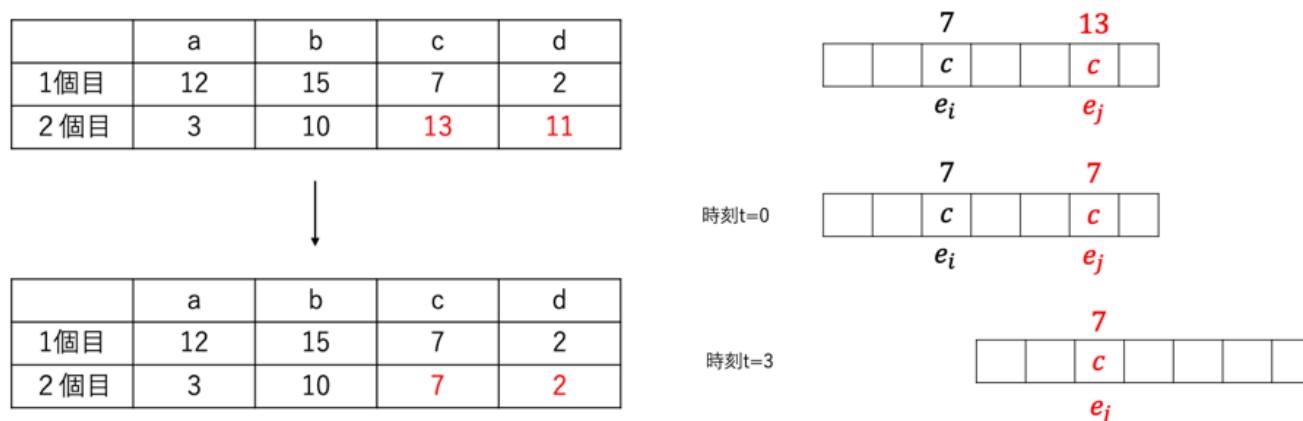 a b c d
1個目 12 15 7 2
2個目 3 10 13 11
a b c d
1個目 12 15 7 2
2個目 3 10 7 2
7 13
c c
e_i e_j
7 7
時刻t=0 c c
e_i e_j
7
時刻t=3 c
e_j